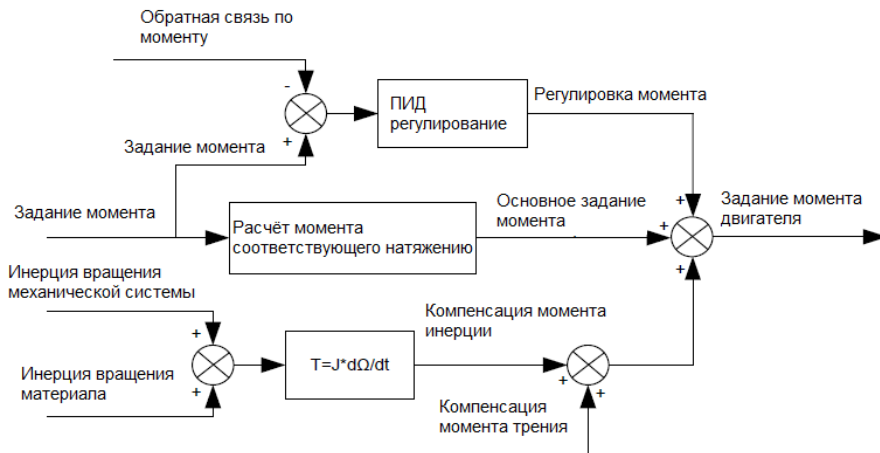 Обратная связь по
моменту
-
ПИД
регулирование
Регулировка момента
+
Задание момента
Задание момента
Расчёт момента
соответствующего натяжению
Основное задание
момента
+
+
+
Задание момента
двигателя
Инерция вращения
механической системы
+
+
Инерция вращения
материала
T=J*dΩ/dt
Компенсация момента
инерции
+
+
Компенсация
момента трения